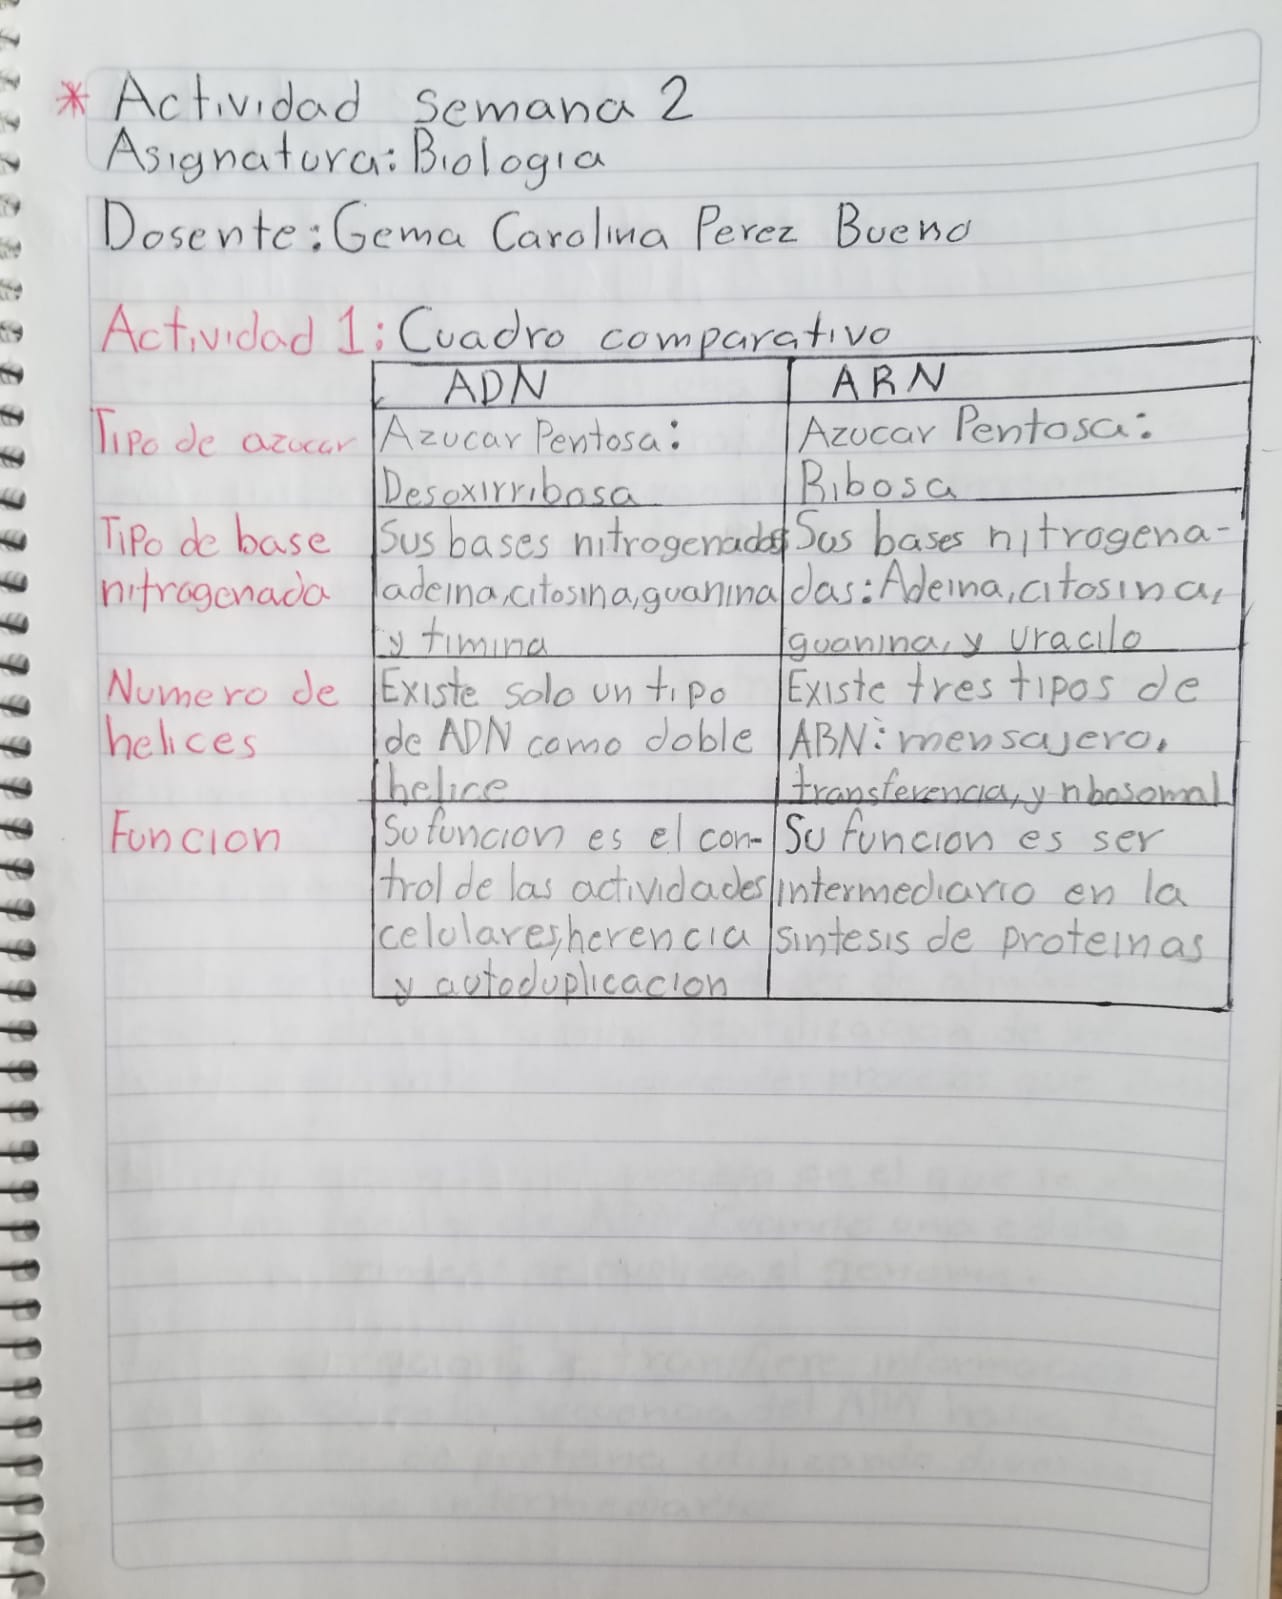 * Actividad semana 2
Asignatura: Biologia
Dosente: Gema Carolina Perez Bueno
Actividad 1: Cuadro comparativo
ADN ARN
Tipo de azucar Azucar Pentosa: Azucar Pentosa:
Desoxirribosa Ribosa
Tipo de base Sus bases nitrogenadas Sus bases nitrogena-
nitrogenada adeina, citosina, guanina das: Adeina, citosina,
y timina guanina, y uracilo
Numero de Existe solo un tipo Existe tres tipos de
helices de ADN como doble ARN: mensajero,
helice transferencia, y ribosomal
Funcion Su funcion es el con- Su funcion es ser
trol de las actividades intermediario en la
celulares, herencia sintesis de proteinas
y autoduplicacion